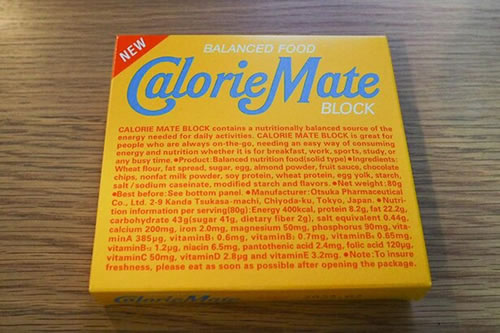 NEW
BALANCED FOOD
CalorieMate
BLOCK
CALORIE MATE BLOCK contains a nutritionally balanced source of the
energy needed for daily activities. CALORIE MATE BLOCK is great for
people who are always on-the-go, needing an easy way of consuming
energy and nutrition whether it is for breakfast, work, sports, study, or
any busy time. ●Product:Balanced nutrition food(solid type) ●Ingredients:
Wheat flour, fat spread, sugar, egg, almond powder, fruit sauce, chocolate
chips, nonfat milk powder, soy protein, wheat protein, egg yolk, starch,
salt/sodium caseinate, modified starch and flavors. ●Net weight:80g
●Best before:See bottom panel. ●Manufacturer:Otsuka Pharmaceutical
Co., Ltd. 2-9 Kanda Tsukasa-machi, Chiyoda-ku, Tokyo, Japan. ●Nutri-
tion information per serving(80g):Energy 400kcal, protein 8.2g, fat 22.2g,
carbohydrate 43g(sugar 41g, dietary fiber 2g), salt equivalent 0.44g,
calcium 200mg, iron 2.0mg, magnesium 50mg, phosphorus 90mg, vita-
minA 385μg, vitaminB₁ 0.6mg, vitaminB₂ 0.7mg, vitaminB₆ 0.65mg,
vitaminB₁₂ 1.2μg, niacin 6.5mg, pantothenic acid 2.4mg, folic acid 120μg,
vitaminC 50mg, vitaminD 2.8μg and vitaminE 3.2mg. ●Note:To insure
freshness, please eat as soon as possible after opening the package.
CalorieMate